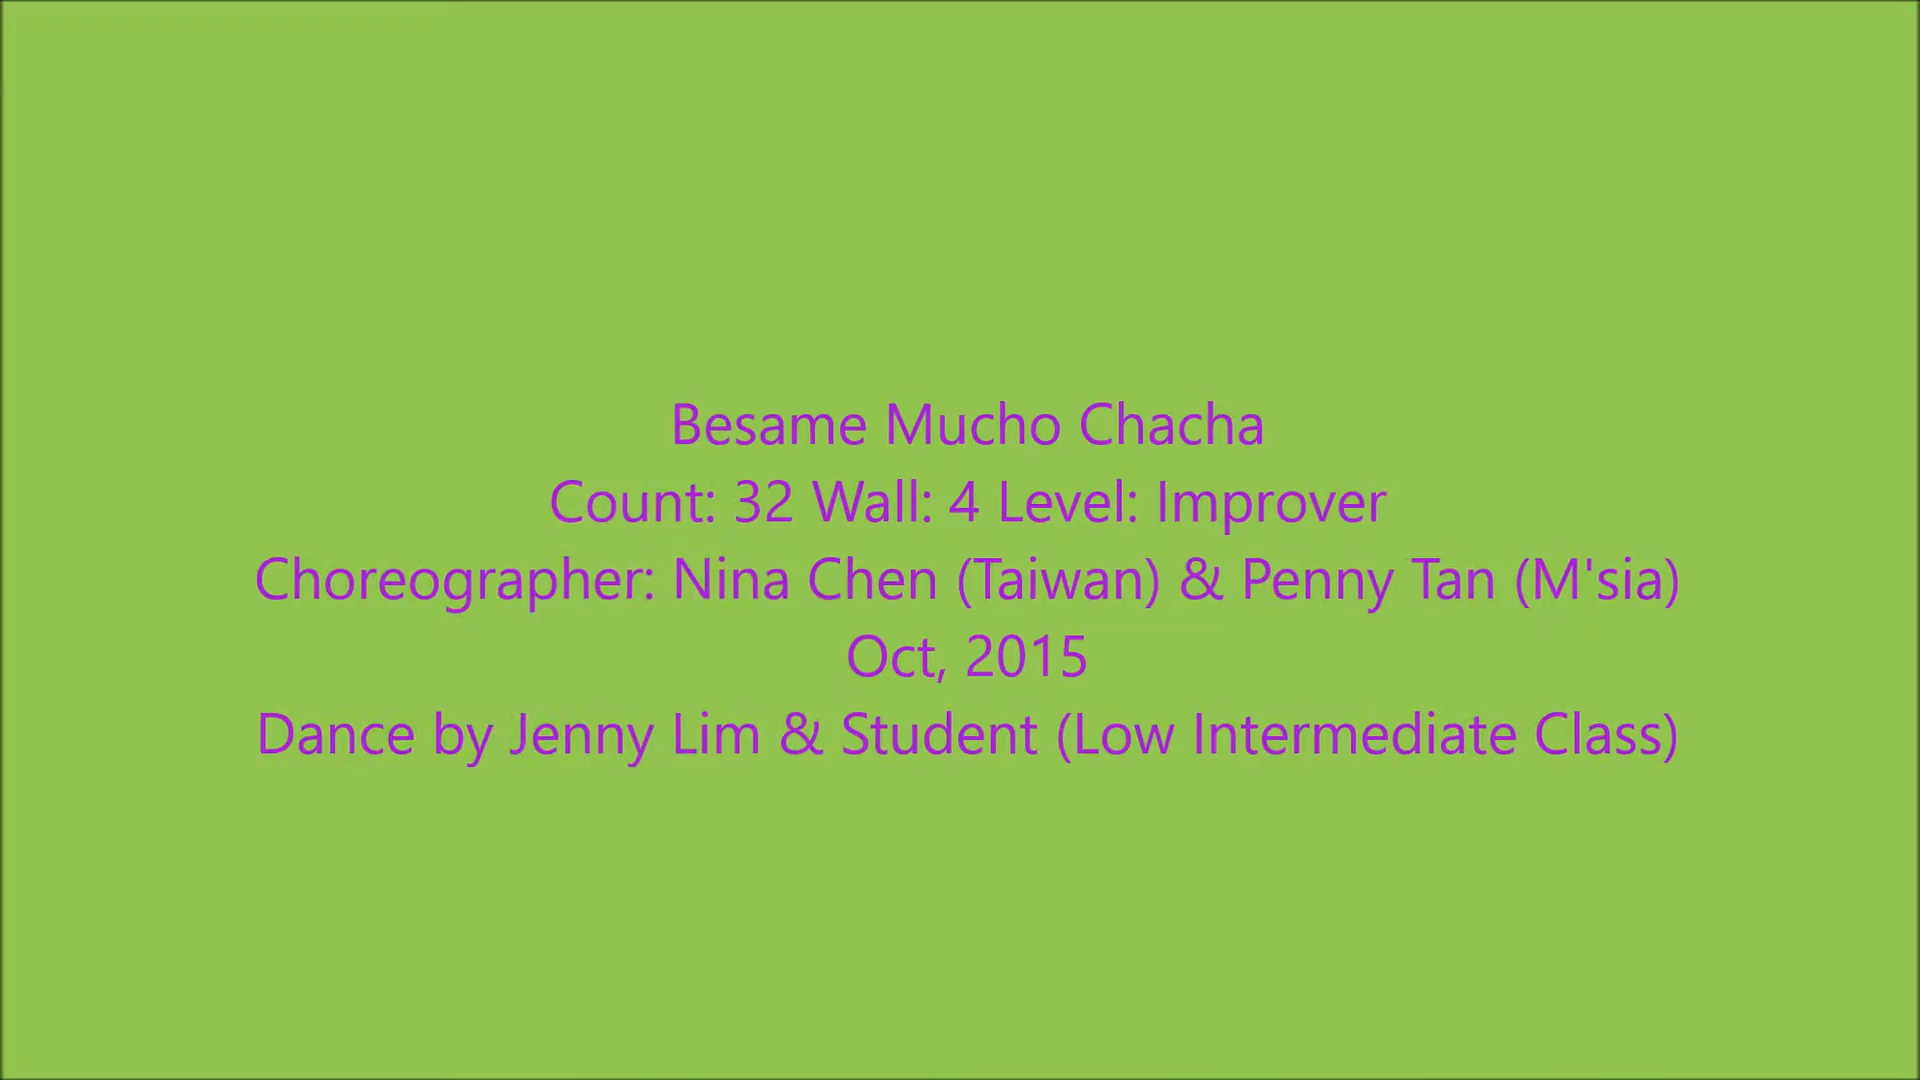 Besame Mucho Chacha
Count: 32 Wall: 4 Level: Improver
Choreographer: Nina Chen (Taiwan) & Penny Tan (M'sia)
Oct, 2015
Dance by Jenny Lim & Student (Low Intermediate Class)